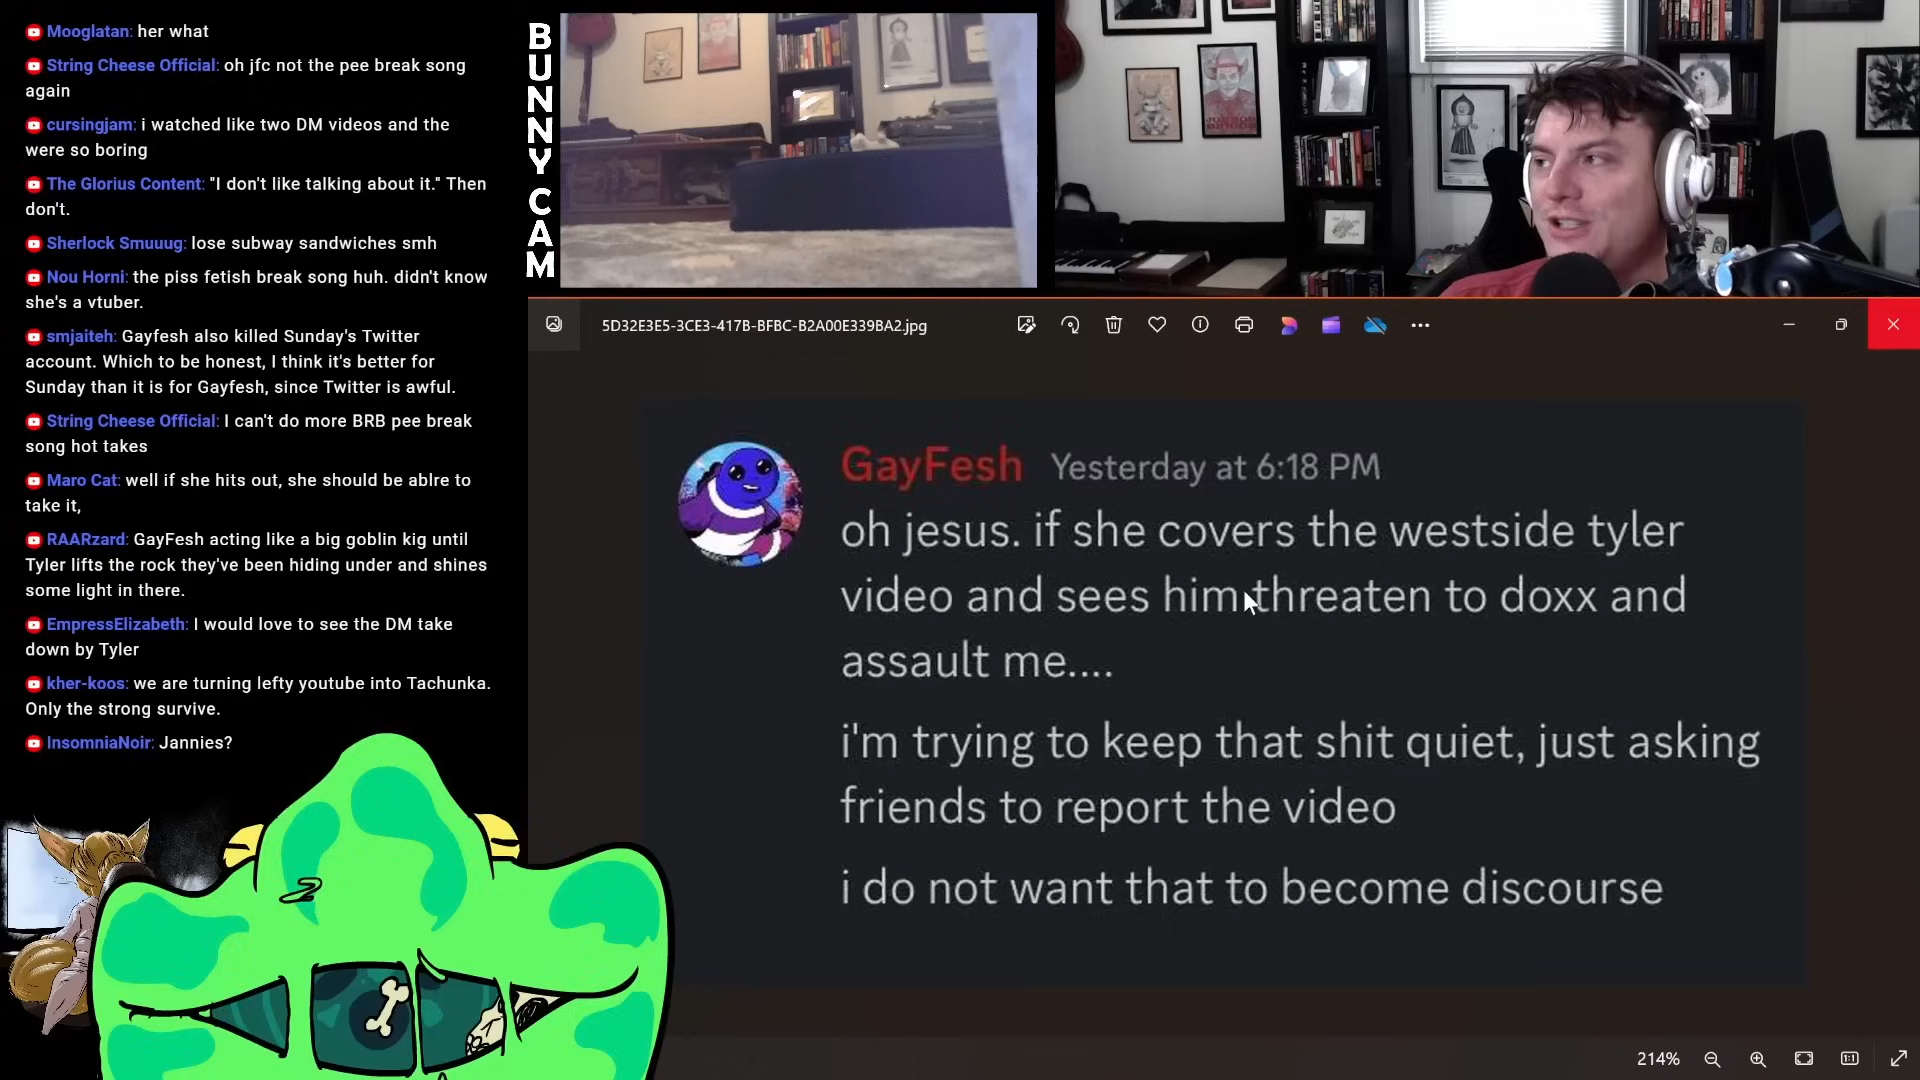 Mooglatan: her what
String Cheese Official: oh jfc not the pee break song
again
cursingjam: i watched like two DM videos and the
were so boring
The Glorius Content: "I don't like talking about it." Then
don't.
Sherlock Smuuug: lose subway sandwiches smh
Nou Horni: the piss fetish break song huh. didn't know
she's a vtuber.
smjaiteh: Gayfesh also killed Sunday's Twitter
account. Which to be honest, I think it's better for
Sunday than it is for Gayfesh, since Twitter is awful.
String Cheese Official: I can't do more BRB pee break
song hot takes
Maro Cat: well if she hits out, she should be ablre to
take it,
RAARzard: GayFesh acting like a big goblin kig until
Tyler lifts the rock they've been hiding under and shines
some light in there.
EmpressElizabeth: I would love to see the DM take
down by Tyler
kher-koos: we are turning lefty youtube into Tachunka.
Only the strong survive.
InsomniaNoir: Jannies?
BUNNY CAM
5D32E3E5-3CE3-417B-BFBC-B2A00E339BA2.jpg
GayFesh Yesterday at 6:18 PM
oh jesus. if she covers the westside tyler
video and sees him threaten to doxx and
assault me....
i'm trying to keep that shit quiet, just asking
friends to report the video
i do not want that to become discourse
214%